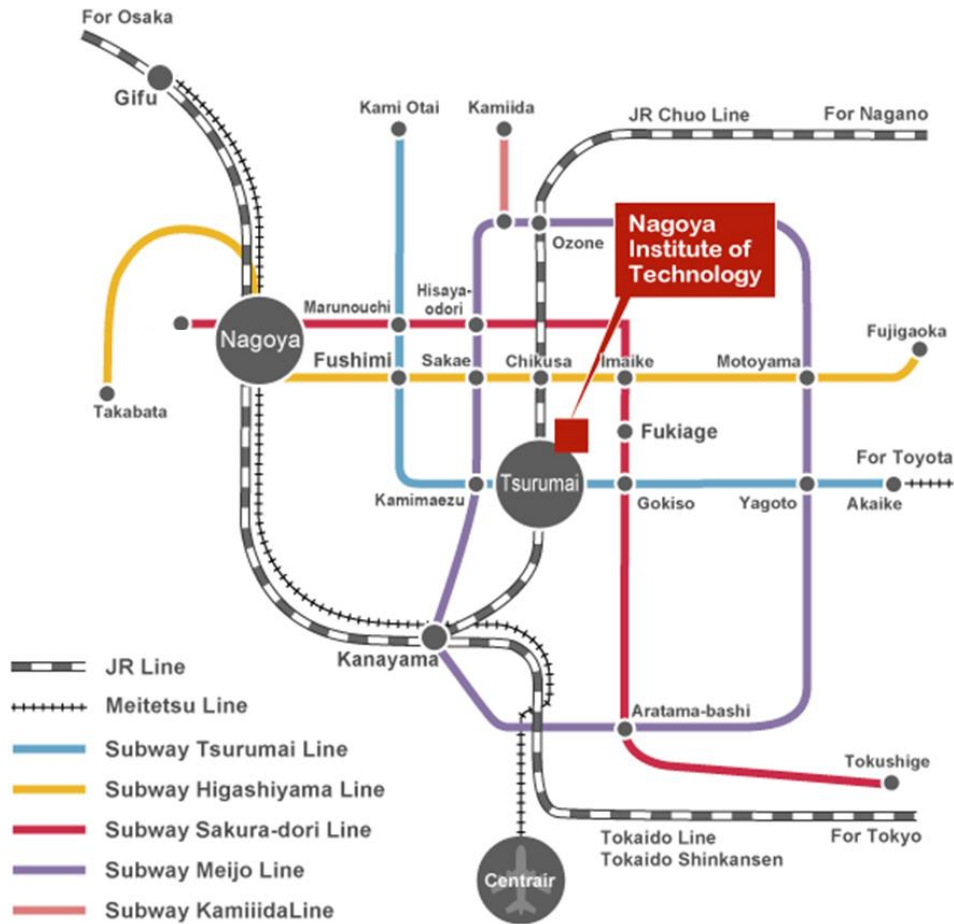 For Osaka
Gifu
Kami Otai
Kamiida
JR Chuo Line
For Nagano
Ozone
Nagoya
Institute of
Technology
Marunouchi
Hisaya-
odori
Nagoya
Fushimi
Sakae
Chikusa
Imaike
Motoyama
Fujigaoka
Takabata
Fukiage
For Toyota
Tsurumai
Kamimaezu
Gokiso
Yagoto
Akaike
Kanayama
JR Line
Meitetsu Line
Subway Tsurumai Line
Subway Higashiyama Line
Subway Sakura-dori Line
Subway Meijo Line
Subway KamiiidaLine
Aratama-bashi
Tokushige
Tokaido Line
Tokaido Shinkansen
For Tokyo
Centrair